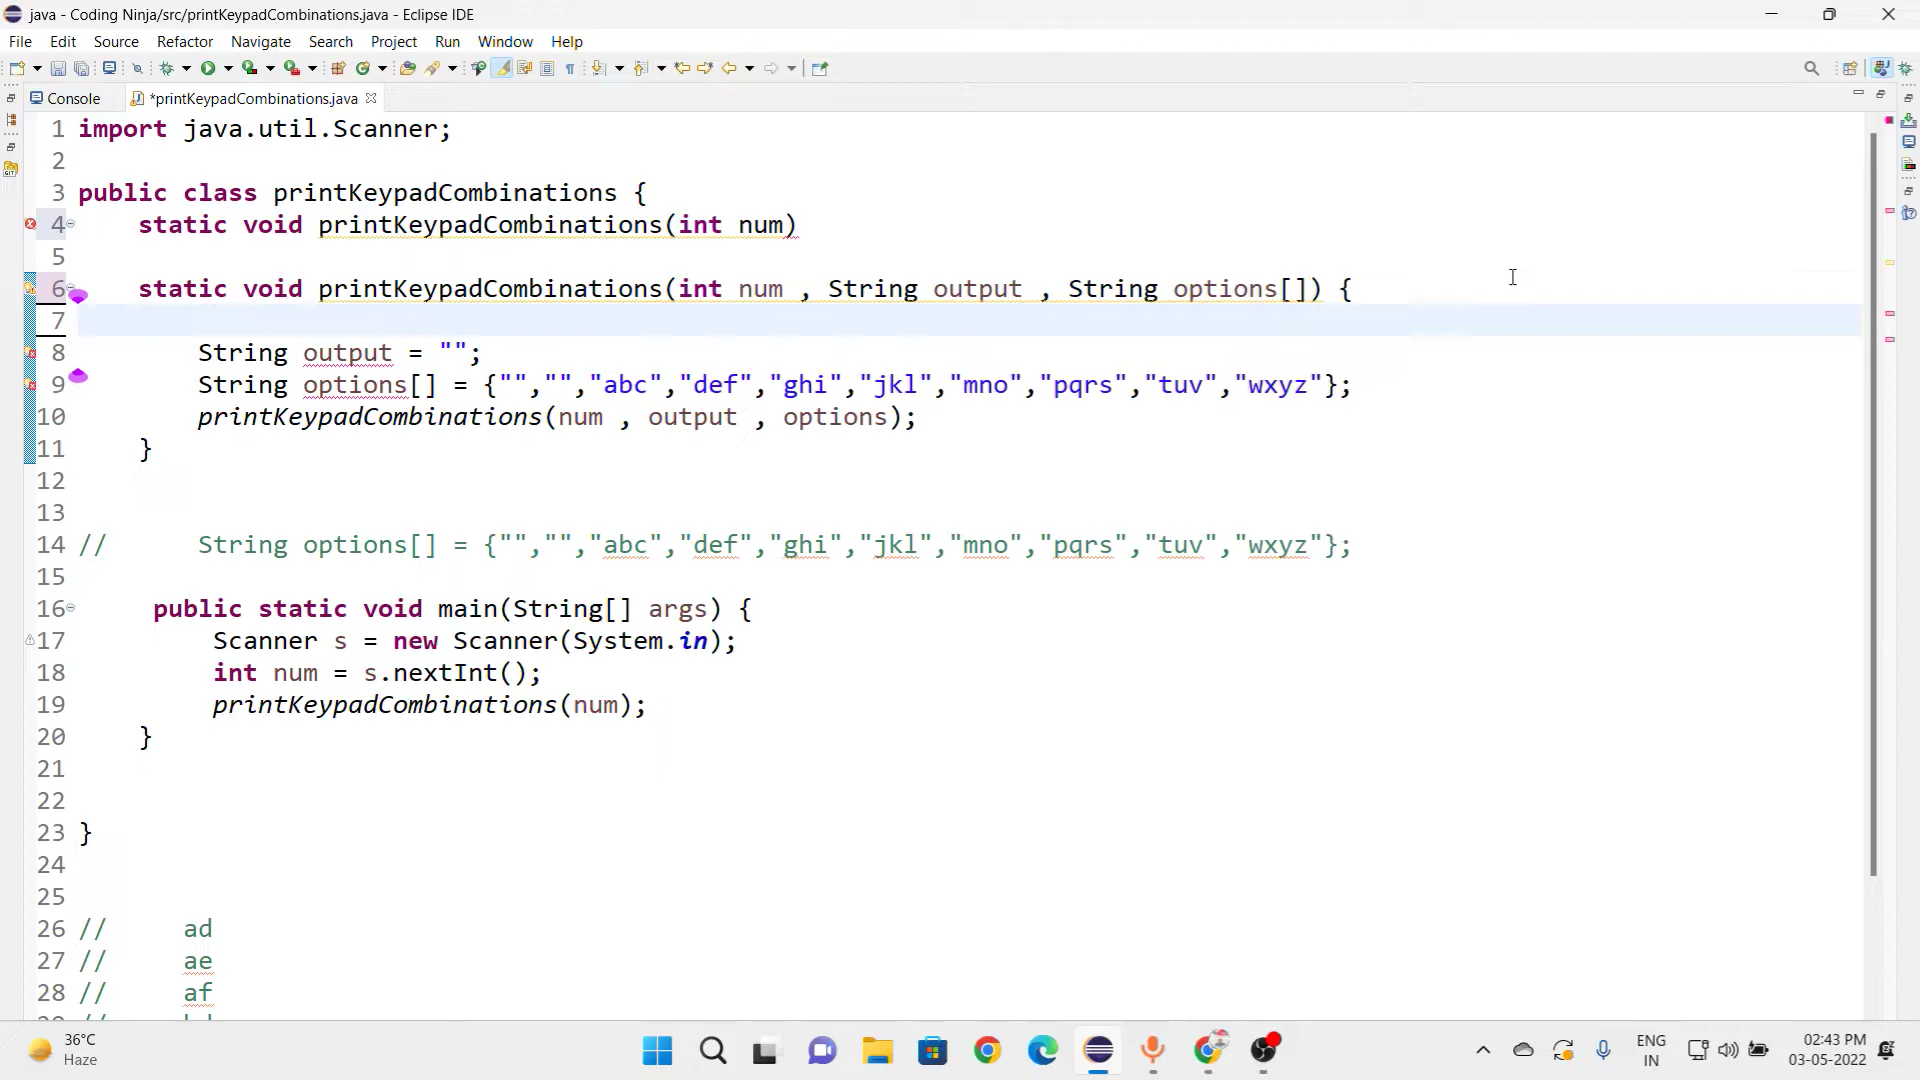 java - Coding Ninja/src/printKeypadCombinations.java - Eclipse IDE
File Edit Source Refactor Navigate Search Project Run Window Help
Console *printKeypadCombinations.java
1 import java.util.Scanner;
2
3 public class printKeypadCombinations {
4 static void printKeypadCombinations(int num)
5
6 static void printKeypadCombinations(int num , String output , String options[]) {
7
8 String output = "";
9 String options[] = {"","","abc","def","ghi","jkl","mno","pqrs","tuv","wxyz"};
10 printKeypadCombinations(num , output , options);
11 }
12
13
14 // String options[] = {"","","abc","def","ghi","jkl","mno","pqrs","tuv","wxyz"};
15
16 public static void main(String[] args) {
17 Scanner s = new Scanner(System.in);
18 int num = s.nextInt();
19 printKeypadCombinations(num);
20 }
21
22
23 }
24
25
26 // ad
27 // ae
28 // af
36°C
Haze
ENG
IN
02:43 PM
03-05-2022